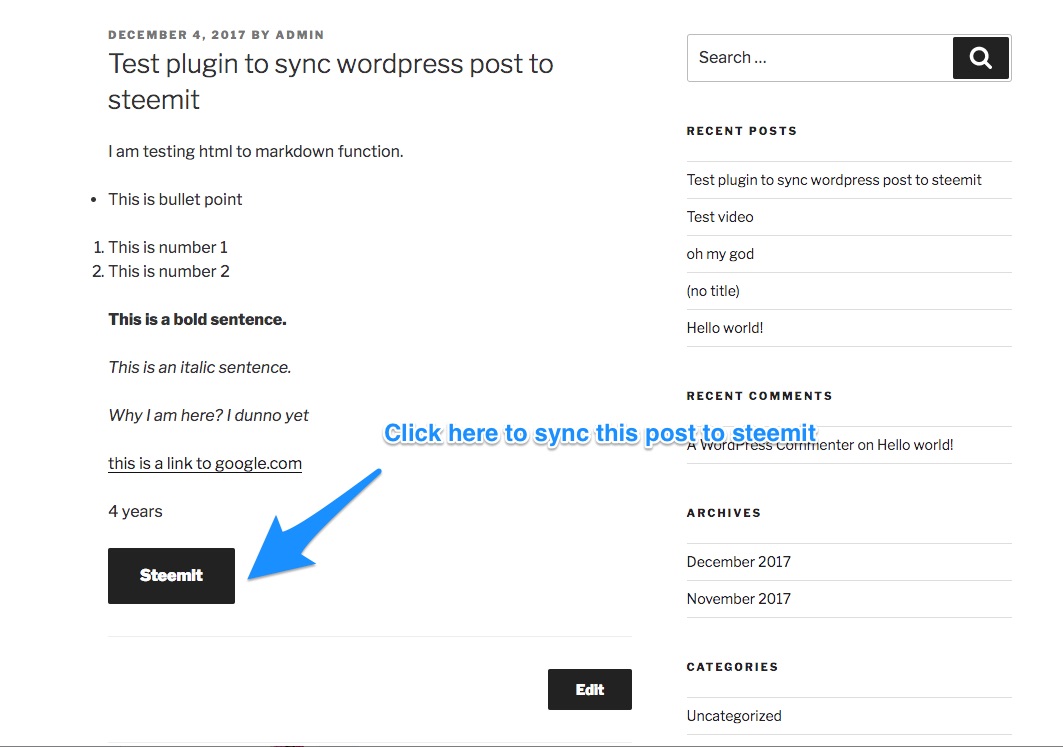 DECEMBER 4, 2017 BY ADMIN
Test plugin to sync wordpress post to
steemit
I am testing html to markdown function.
• This is bullet point
1. This is number 1
2. This is number 2
This is a bold sentence.
This is an italic sentence.
Why I am here? I dunno yet
this is a link to google.com
4 years
Click here to sync this post to steemit
Steemit
Edit
Search ...
RECENT POSTS
Test plugin to sync wordpress post to steemit
Test video
oh my god
(no title)
Hello world!
RECENT COMMENTS
A WordPress Commenter on Hello world!
ARCHIVES
December 2017
November 2017
CATEGORIES
Uncategorized